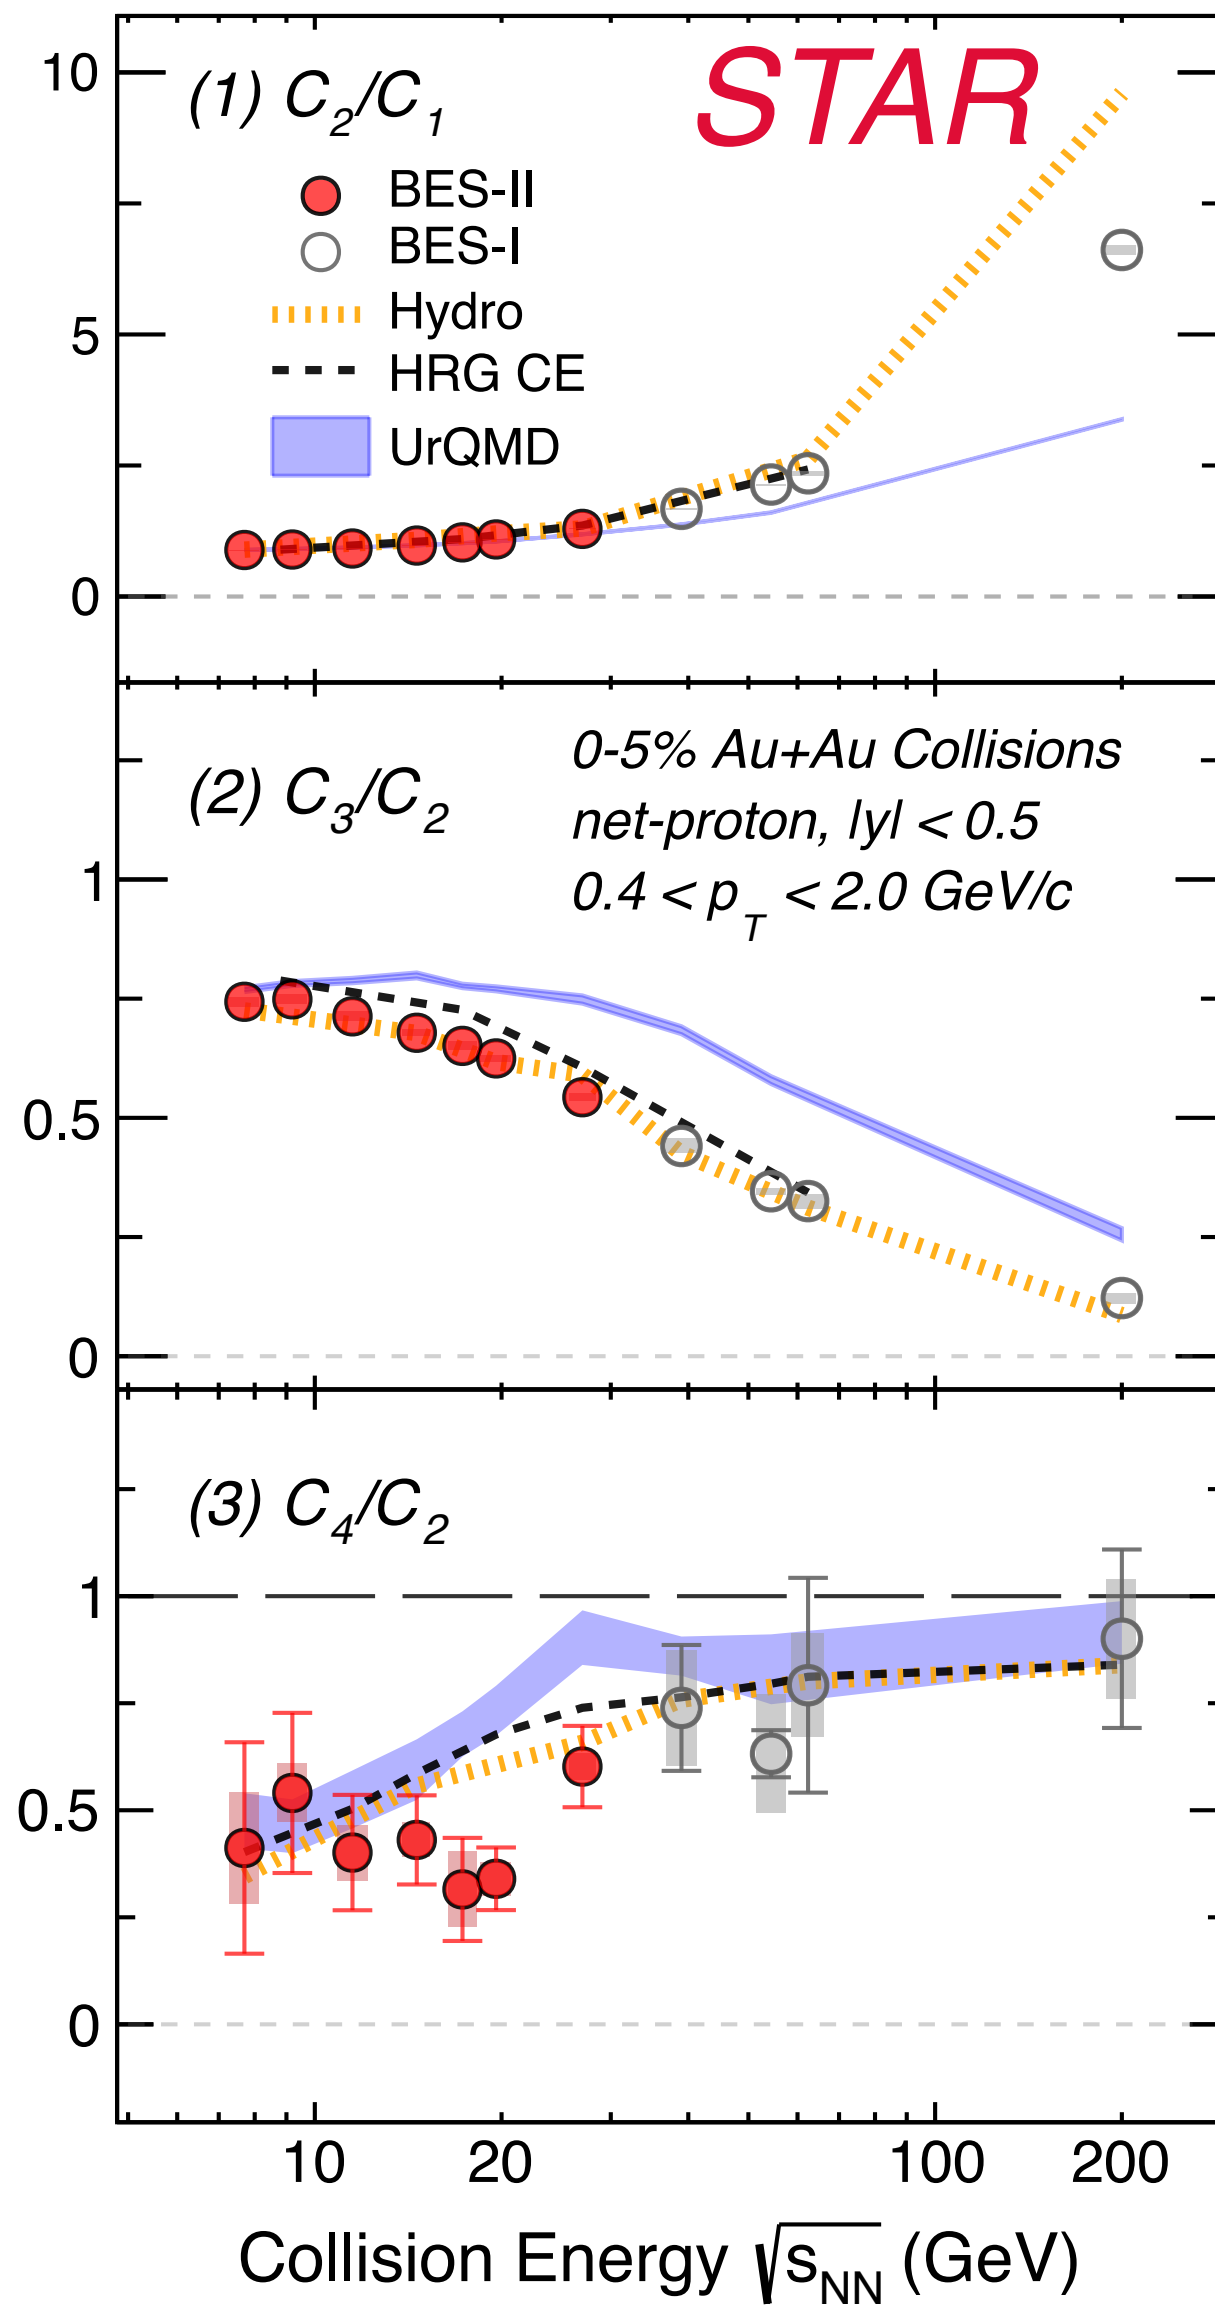 10
(1) C2/C1
STAR
BES-II
BES-I
Hydro
5
HRG CE
UrQMD
0
0-5% Au+Au Collisions
(2) C3/C2
net-proton, lyl < 0.5
1
0.4 < pT < 2.0 GeV/c
0.5
0
(3) C4/C2
1
0.5
0
10 20 100 200
Collision Energy √sNN (GeV)